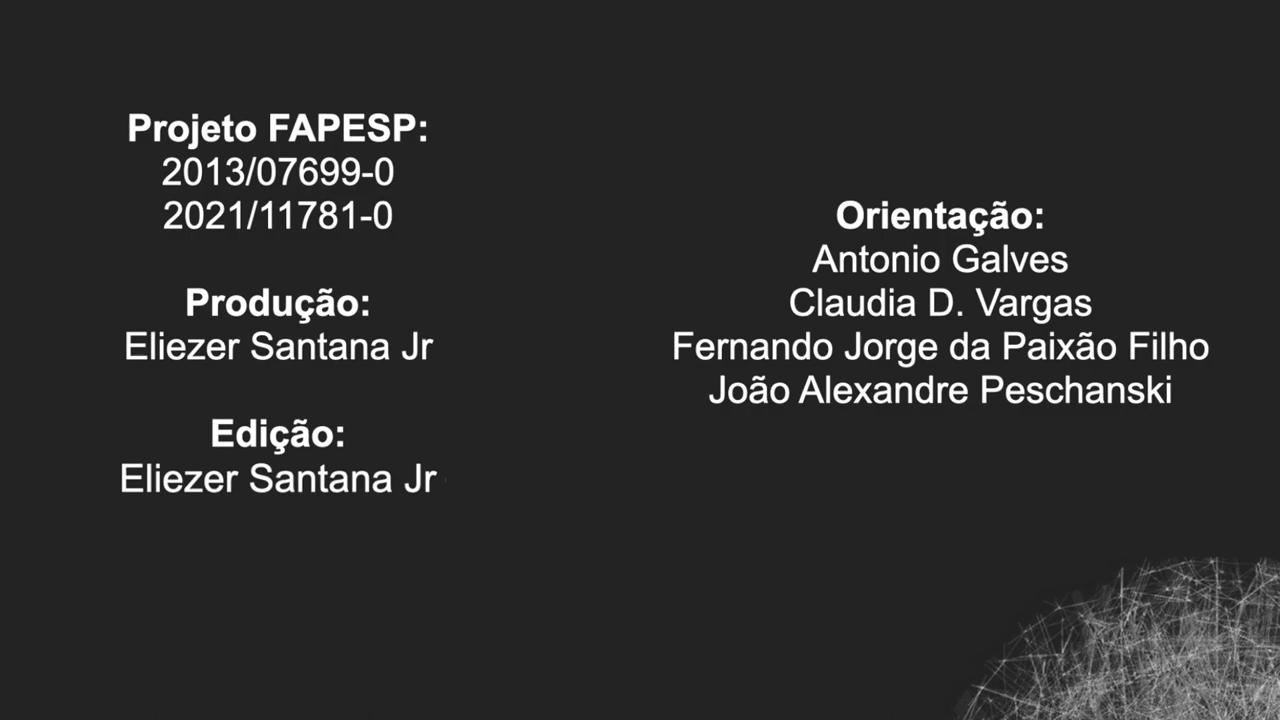 Projeto FAPESP:
2013/07699-0
2021/11781-0
Produção:
Eliezer Santana Jr
Edição:
Eliezer Santana Jr
Orientação:
Antonio Galves
Claudia D. Vargas
Fernando Jorge da Paixão Filho
João Alexandre Peschanski